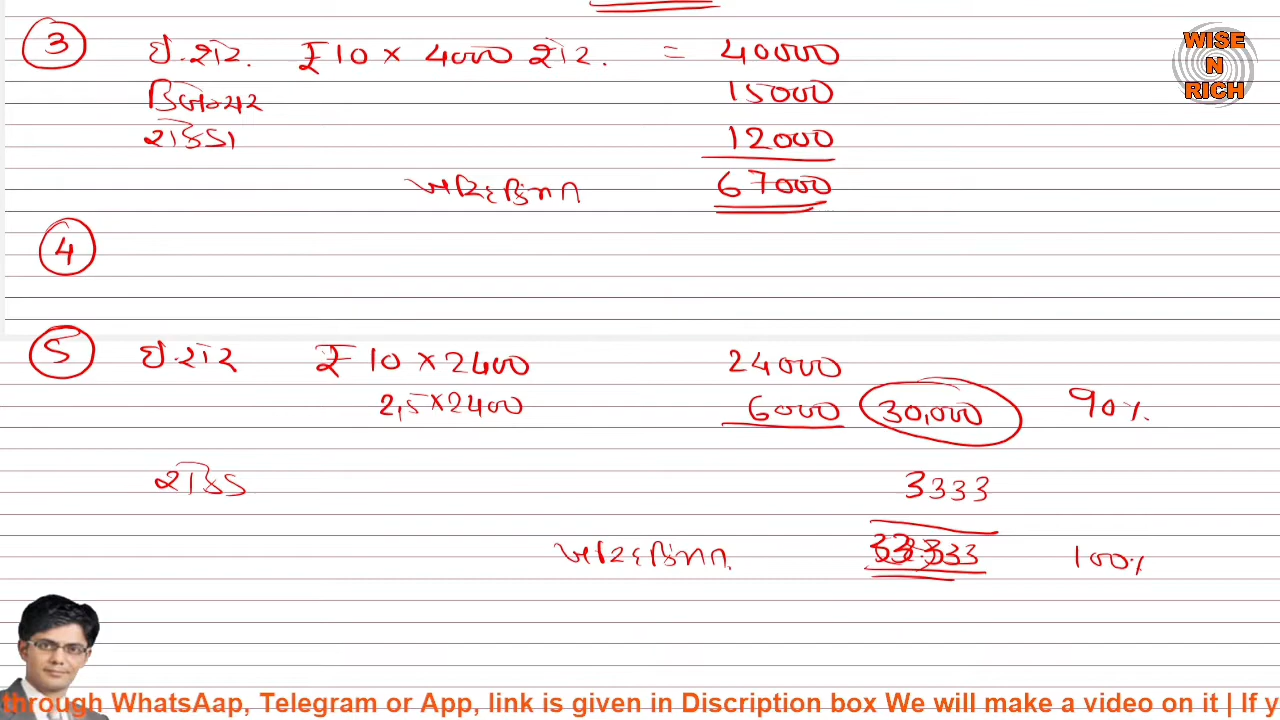 WISE
N
RICH
3 ઈ.શેર. ₹10 × 4000 શેર. = 40000
ડિબેન્ચર 15000
રોકડા 12000
ખરીદકિંમત 67000
4
5 ઈ.શેર ₹10 × 2400 24000
2.5 × 2400 6000 30,000 90%
રોકડ 3333
ખરીદકિંમત 33333 100%
through WhatsAap, Telegram or App, link is given in Discription box We will make a video on it | If y